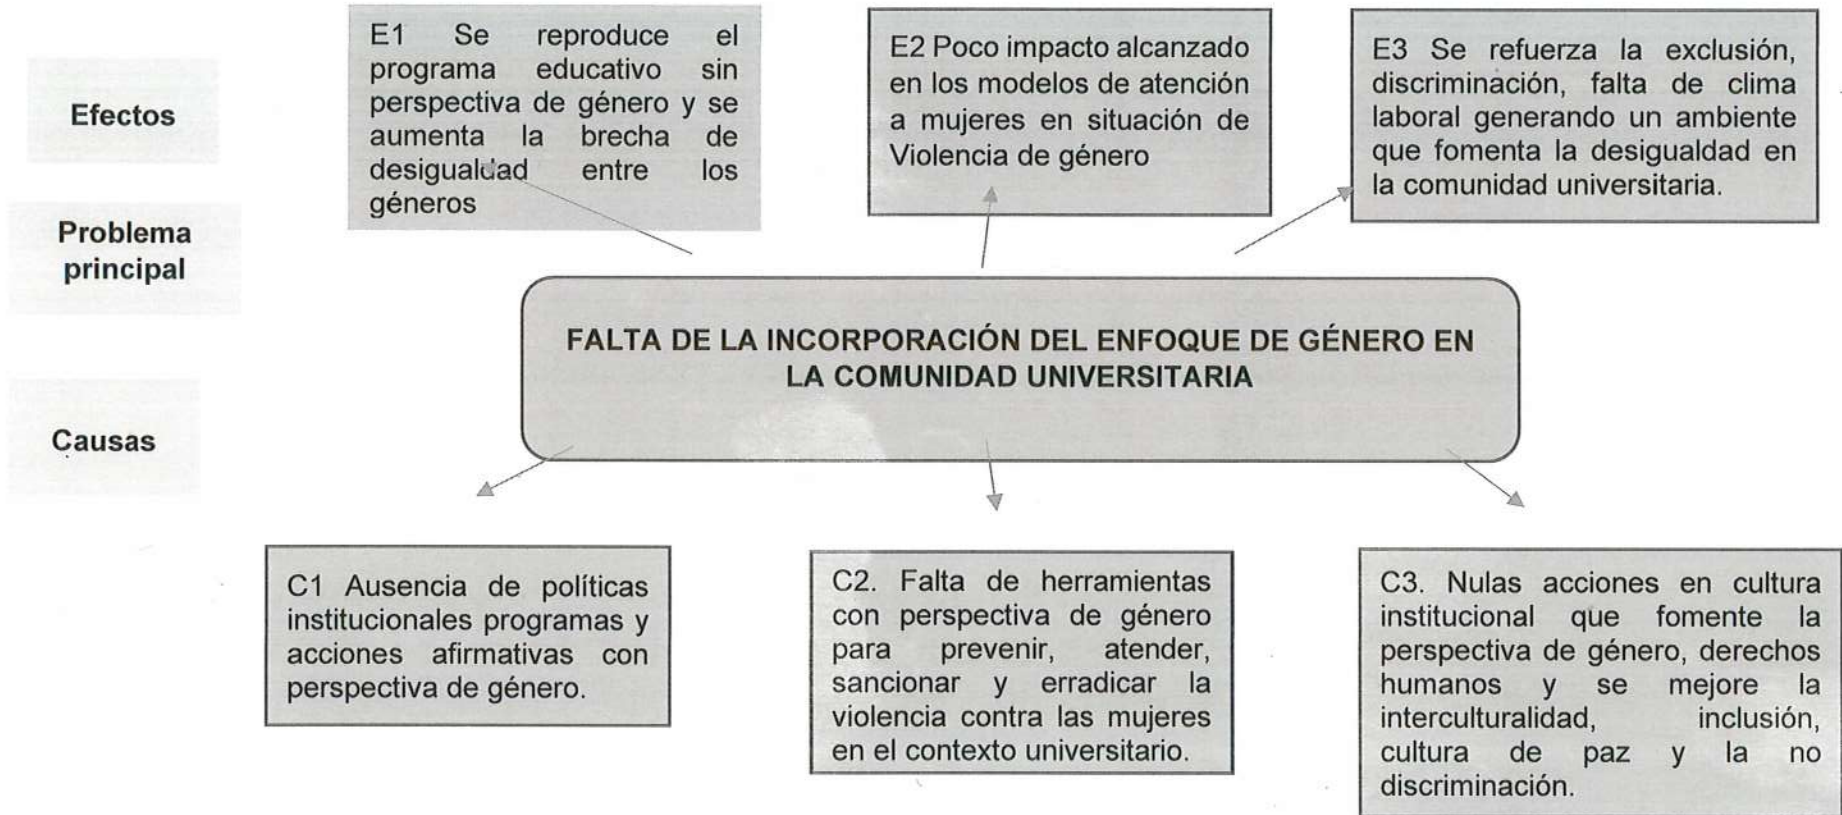 Efectos
E1 Se reproduce el
programa educativo sin
perspectiva de género y se
aumenta la brecha de
desigualdad entre los
géneros
E2 Poco impacto alcanzado
en los modelos de atención
a mujeres en situación de
Violencia de género
E3 Se refuerza la exclusión,
discriminación, falta de clima
laboral generando un ambiente
que fomenta la desigualdad en
la comunidad universitaria.
Problema
principal
FALTA DE LA INCORPORACIÓN DEL ENFOQUE DE GÉNERO EN
LA COMUNIDAD UNIVERSITARIA
Causas
C1 Ausencia de políticas
institucionales programas y
acciones afirmativas con
perspectiva de género.
C2. Falta de herramientas
con perspectiva de género
para prevenir, atender,
sancionar y erradicar la
violencia contra las mujeres
en el contexto universitario.
C3. Nulas acciones en cultura
institucional que fomente la
perspectiva de género, derechos
humanos y se mejore la
interculturalidad, inclusión,
cultura de paz y la no
discriminación.